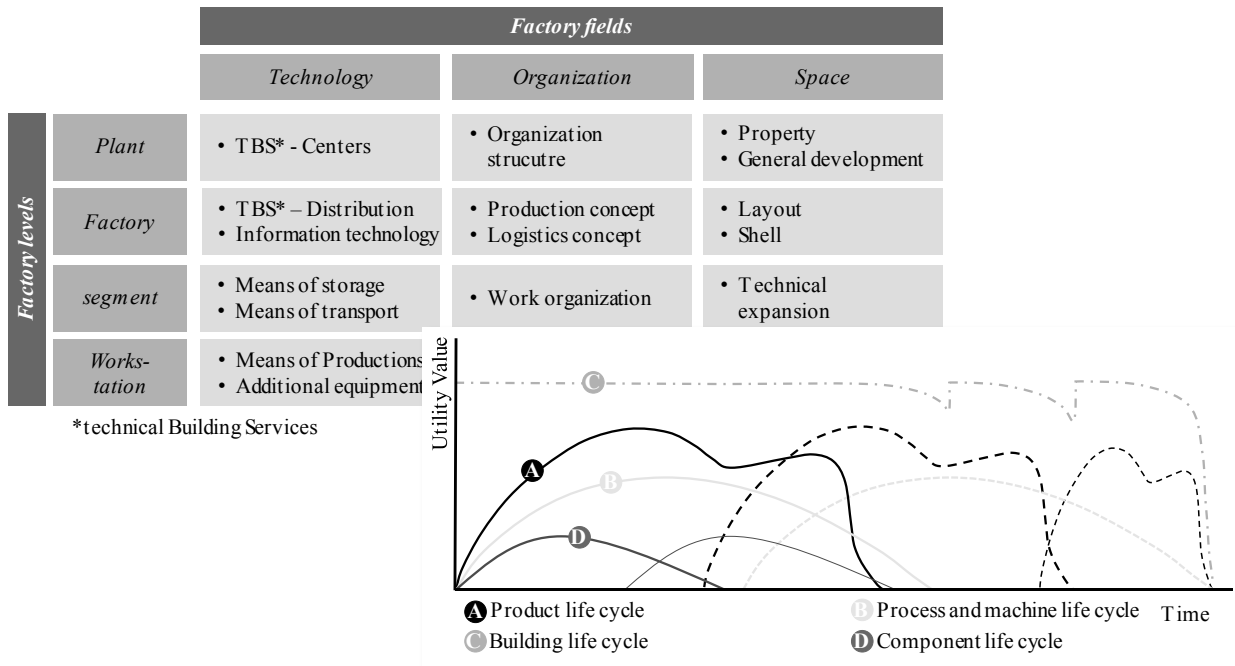 Factory fields
Technology
Organization
Space
Factory levels
Plant
• TBS* - Centers
• Organization
strucutre
• Property
• General development
Factory
• TBS* – Distribution
• Information technology
• Production concept
• Logistics concept
• Layout
• Shell
segment
• Means of storage
• Means of transport
• Work organization
• Technical
expansion
Works-
tation
• Means of Productions
• Additional equipment
*technical Building Services
Utility Value
C
A
B
D
A Product life cycle
B Process and machine life cycle
Time
C Building life cycle
D Component life cycle